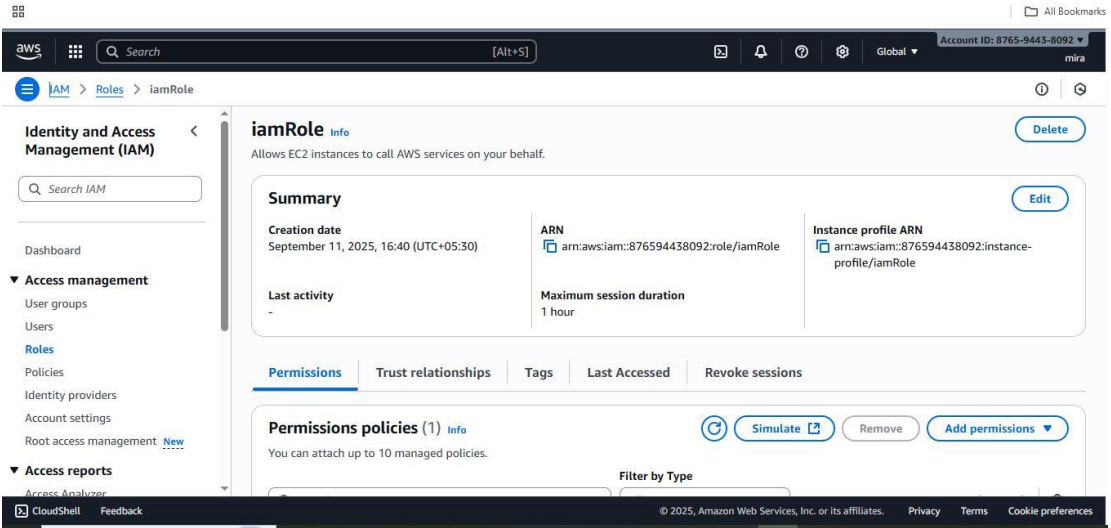 All Bookmarks
aws Search [Alt+S] Global ▼ Account ID: 8765-9443-8092 ▼
mira
IAM > Roles > iamRole
Identity and Access
Management (IAM)
Search IAM
Dashboard
▼ Access management
User groups
Users
Roles
Policies
Identity providers
Account settings
Root access management New
▼ Access reports
Access Analyzer
iamRole Info
Delete
Allows EC2 instances to call AWS services on your behalf.
Summary
Edit
Creation date
September 11, 2025, 16:40 (UTC+05:30)
ARN
arn:aws:iam::876594438092:role/iamRole
Instance profile ARN
arn:aws:iam::876594438092:instance-
profile/iamRole
Last activity
-
Maximum session duration
1 hour
Permissions Trust relationships Tags Last Accessed Revoke sessions
Permissions policies (1) Info
Simulate Remove Add permissions ▼
You can attach up to 10 managed policies.
Filter by Type
CloudShell Feedback © 2025, Amazon Web Services, Inc. or its affiliates. Privacy Terms Cookie preferences